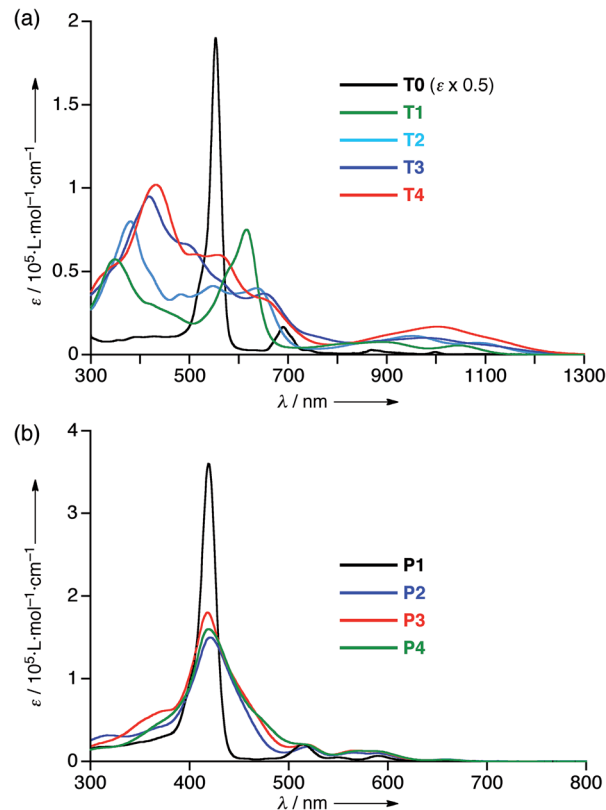 (a)
ε / 10⁵·L·mol⁻¹·cm⁻¹
2
1.5
1
0.5
0
T0 (ε x 0.5)
T1
T2
T3
T4
300 500 700 900 1100 1300
λ / nm
(b)
ε / 10⁵·L·mol⁻¹·cm⁻¹
4
3
2
1
0
P1
P2
P3
P4
300 400 500 600 700 800
λ / nm